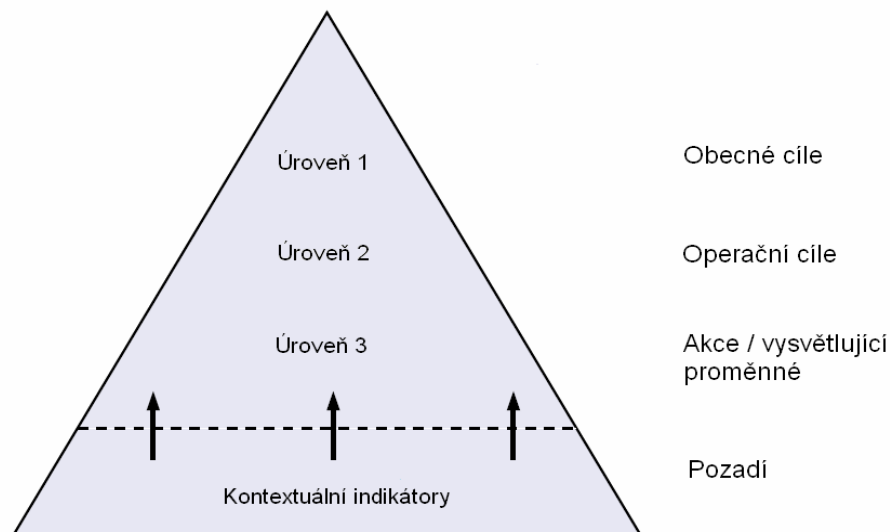 Úroveň 1
Obecné cíle
Úroveň 2
Operační cíle
Úroveň 3
Akce / vysvětlující
proměnné
Pozadí
Kontextuální indikátory